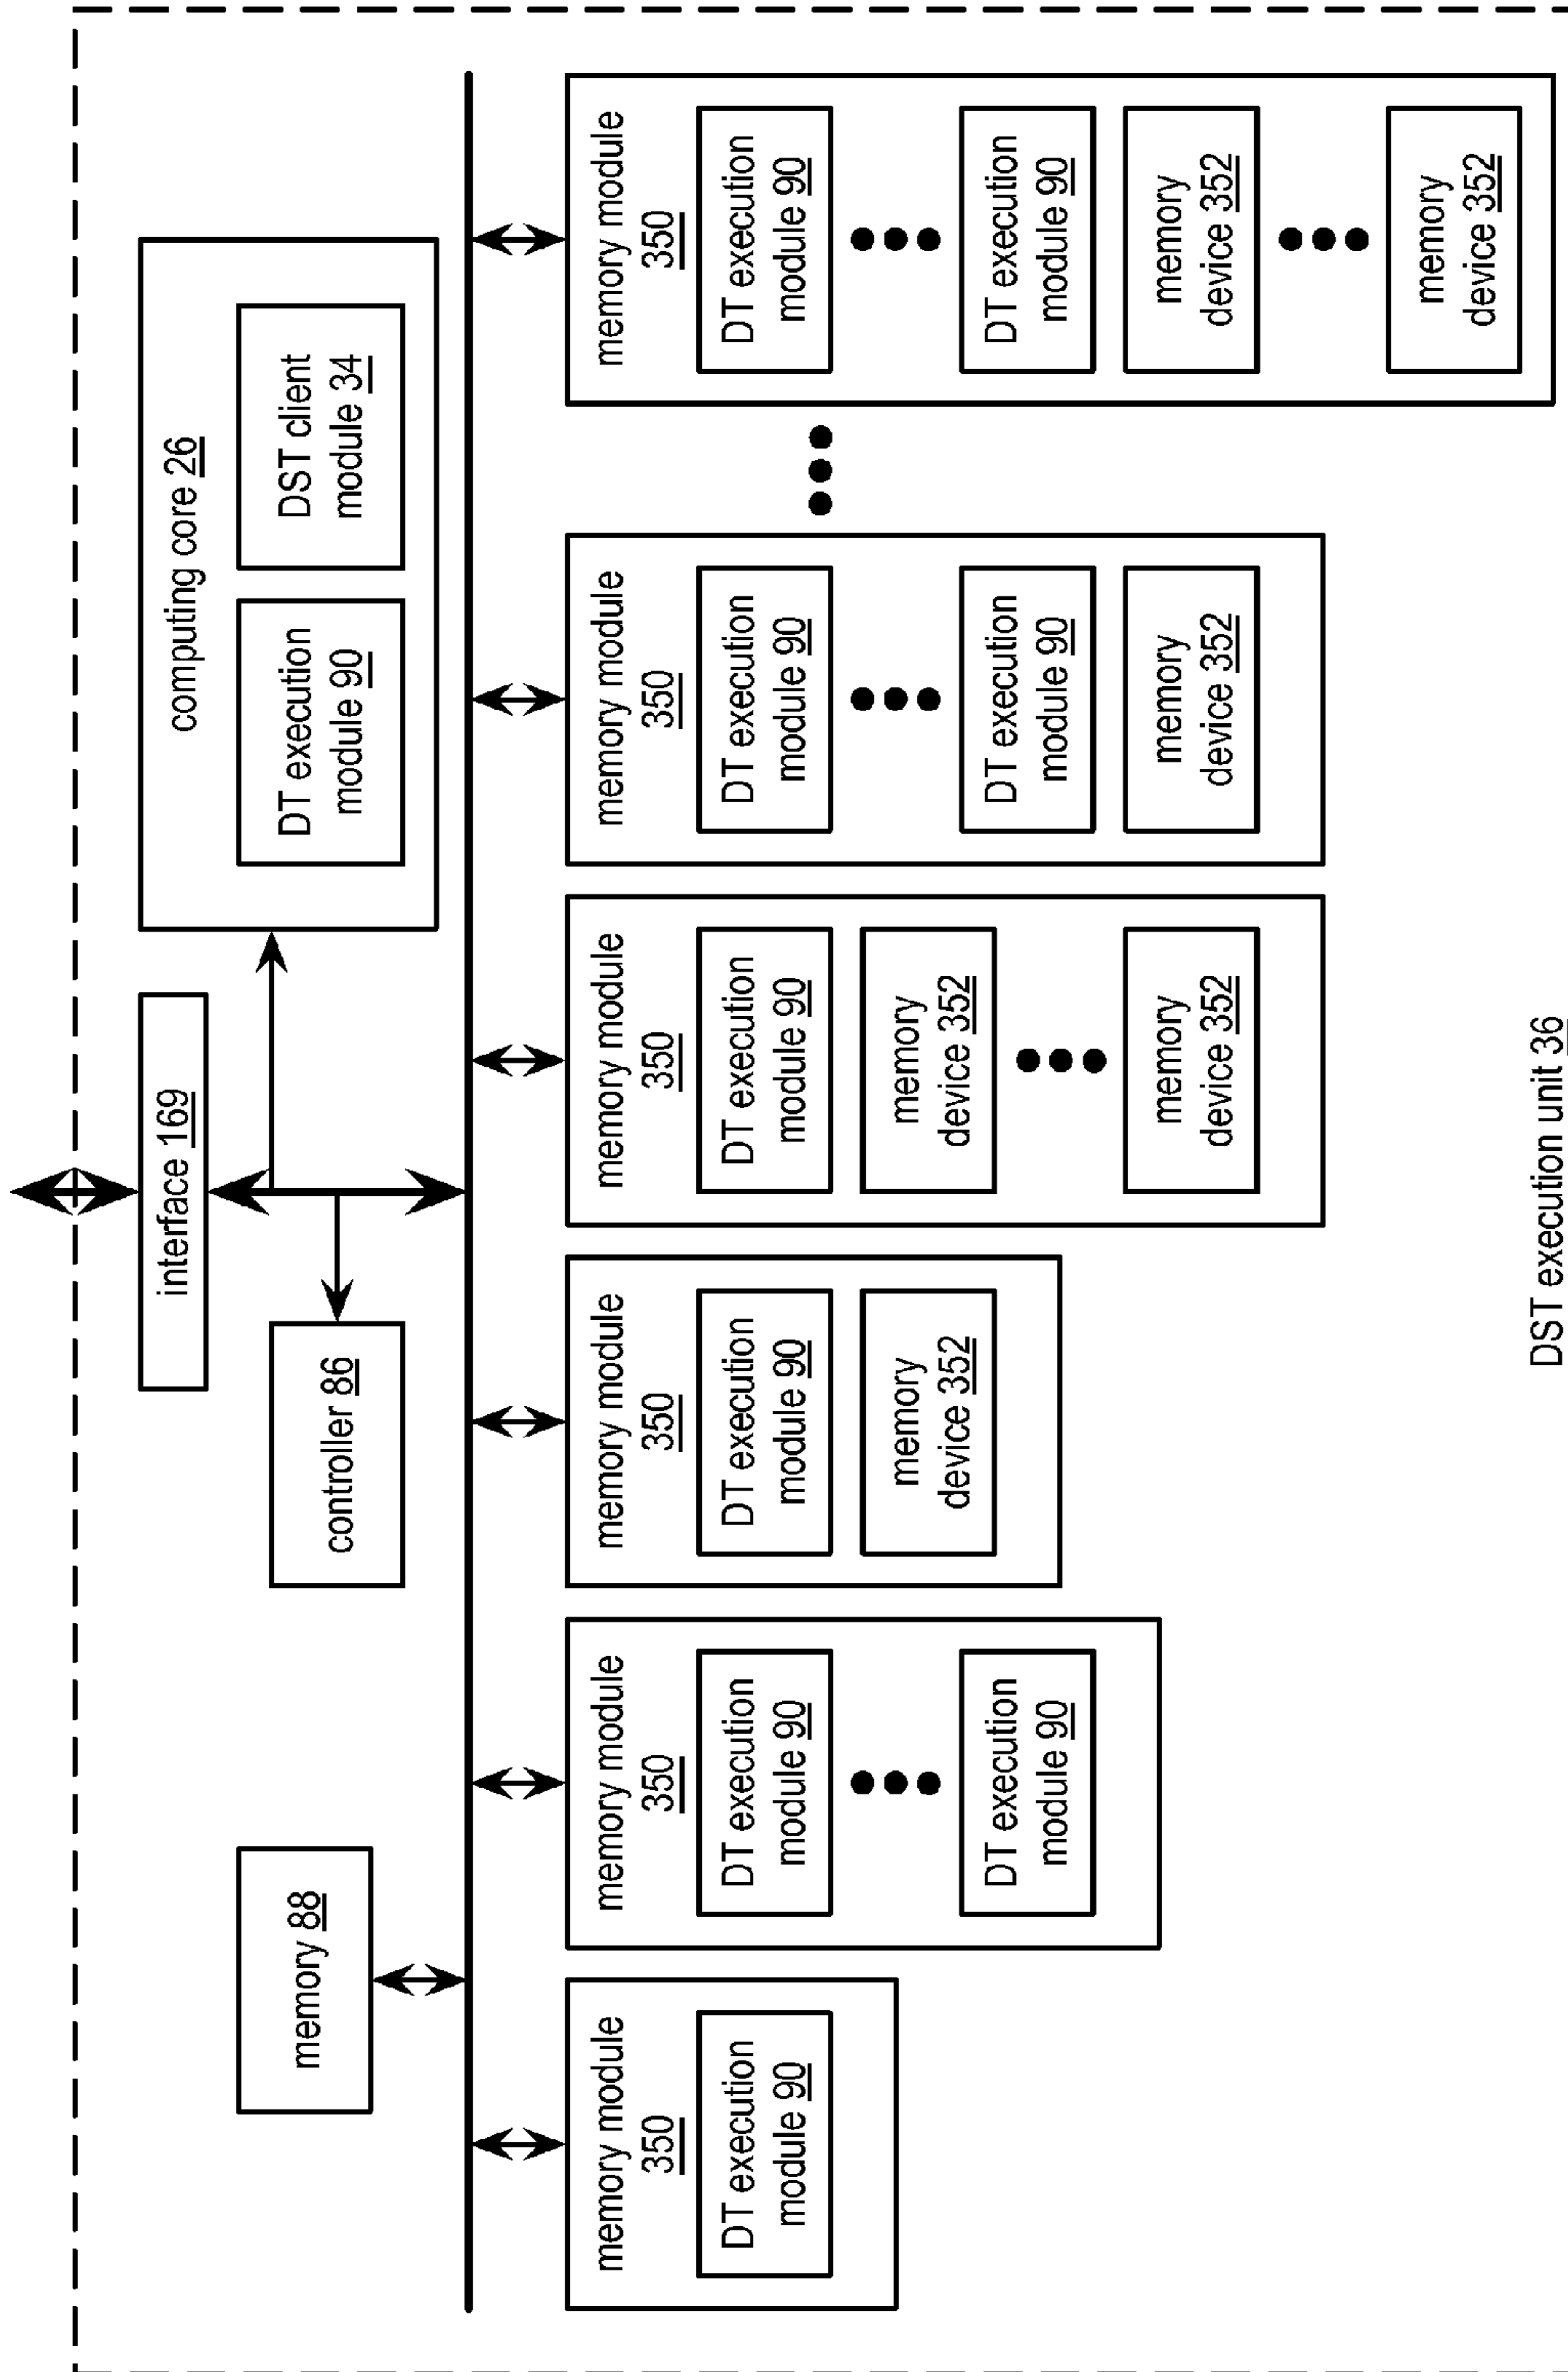 interface 169
computing core 26
DT execution
module 90
DST client
module 34
controller 86
memory 88
memory module
350
DT execution
module 90
memory module
350
DT execution
module 90
DT execution
module 90
memory module
350
DT execution
module 90
memory
device 352
memory module
350
DT execution
module 90
memory
device 352
memory
device 352
memory module
350
DT execution
module 90
DT execution
module 90
memory
device 352
memory module
350
DT execution
module 90
DT execution
module 90
memory
device 352
memory
device 352
DST execution unit 36